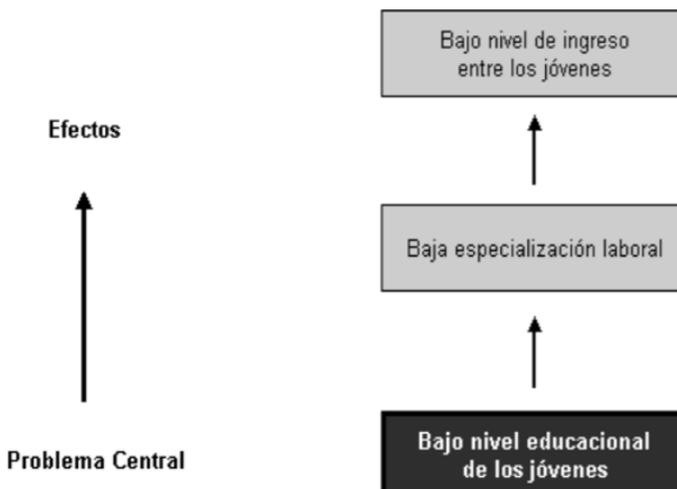 Bajo nivel de ingreso
entre los jóvenes
Efectos
Baja especialización laboral
Problema Central
Bajo nivel educacional
de los jóvenes